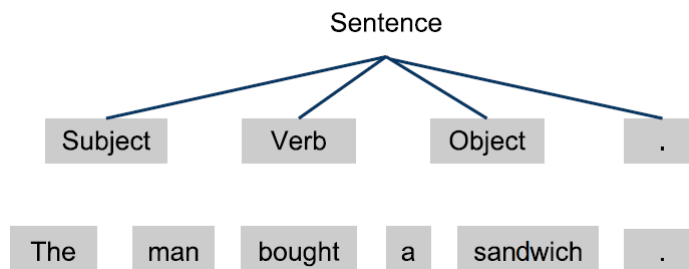 Sentence
Subject Verb Object .
The man bought a sandwich .